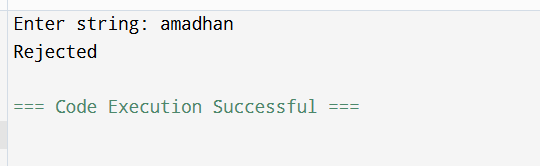 Enter string: amadhan
Rejected
=== Code Execution Successful ===